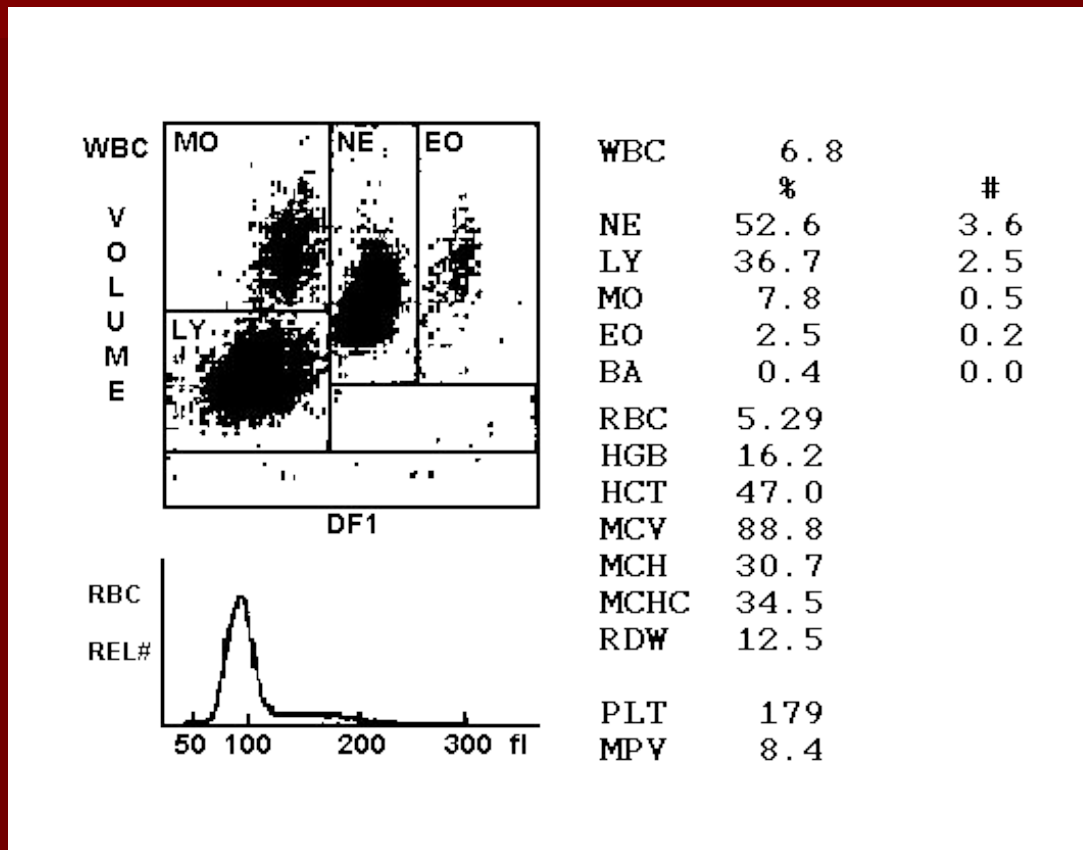 WBC
VOLUME
MO NE EO
LY
DF1
RBC
REL#
50 100 200 300 fl
WBC 6.8
% #
NE 52.6 3.6
LY 36.7 2.5
MO 7.8 0.5
EO 2.5 0.2
BA 0.4 0.0
RBC 5.29
HGB 16.2
HCT 47.0
MCV 88.8
MCH 30.7
MCHC 34.5
RDW 12.5
PLT 179
MPV 8.4